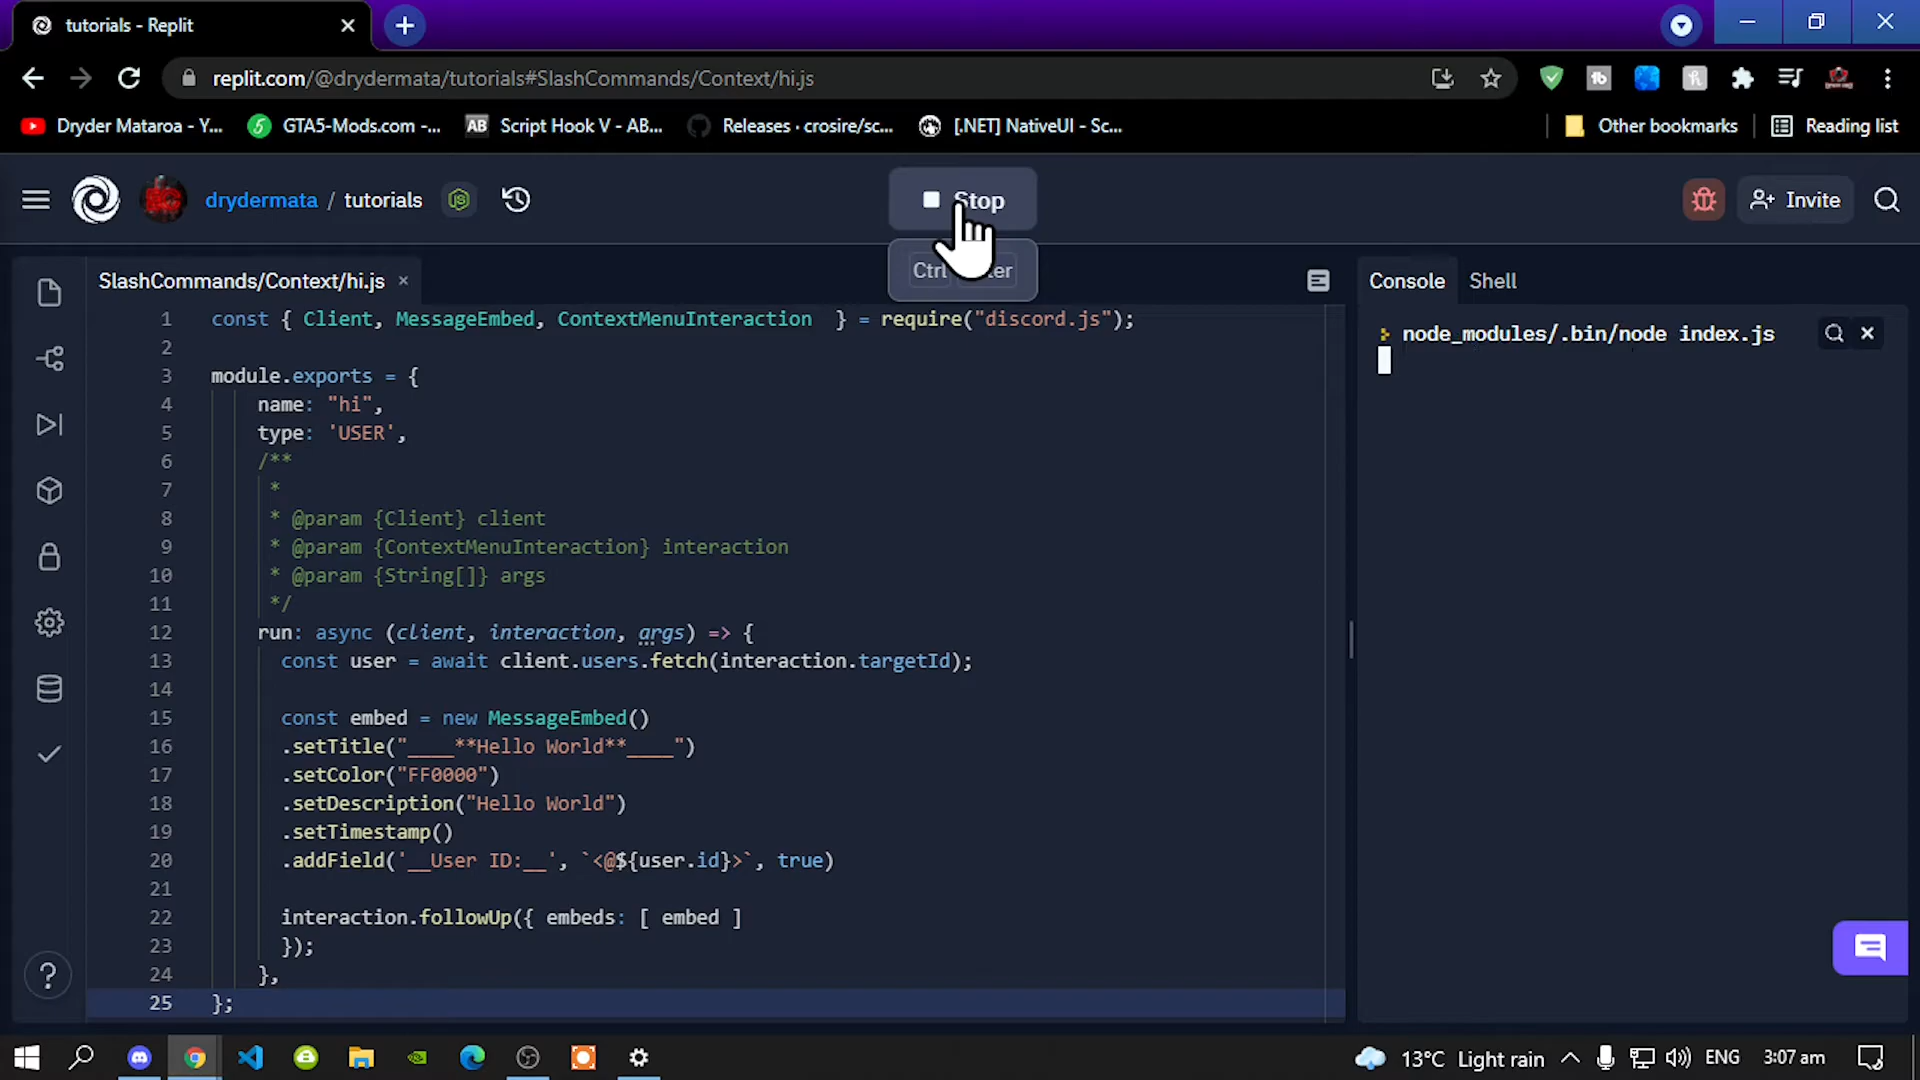 tutorials - Replit
replit.com/@drydermata/tutorials#SlashCommands/Context/hi.js
Dryder Mataroa - Y... GTA5-Mods.com -... AB Script Hook V - AB... Releases · crosire/sc... [.NET] NativeUI - Sc... Other bookmarks Reading list
drydermata / tutorials Stop Invite
Ctrl
SlashCommands/Context/hi.js Console Shell
1 const { Client, MessageEmbed, ContextMenuInteraction } = require("discord.js");
2
3 module.exports = {
4 name: "hi",
5 type: 'USER',
6 /**
7 *
8 * @param {Client} client
9 * @param {ContextMenuInteraction} interaction
10 * @param {String[]} args
11 */
12 run: async (client, interaction, args) => {
13 const user = await client.users.fetch(interaction.targetId);
14
15 const embed = new MessageEmbed()
16 .setTitle("____**Hello World**____")
17 .setColor("FF0000")
18 .setDescription("Hello World")
19 .setTimestamp()
20 .addField('__User ID:__', `<@${user.id}>`, true)
21
22 interaction.followUp({ embeds: [ embed ]
23 });
24 },
25 };
node_modules/.bin/node index.js
13°C Light rain ENG 3:07 am